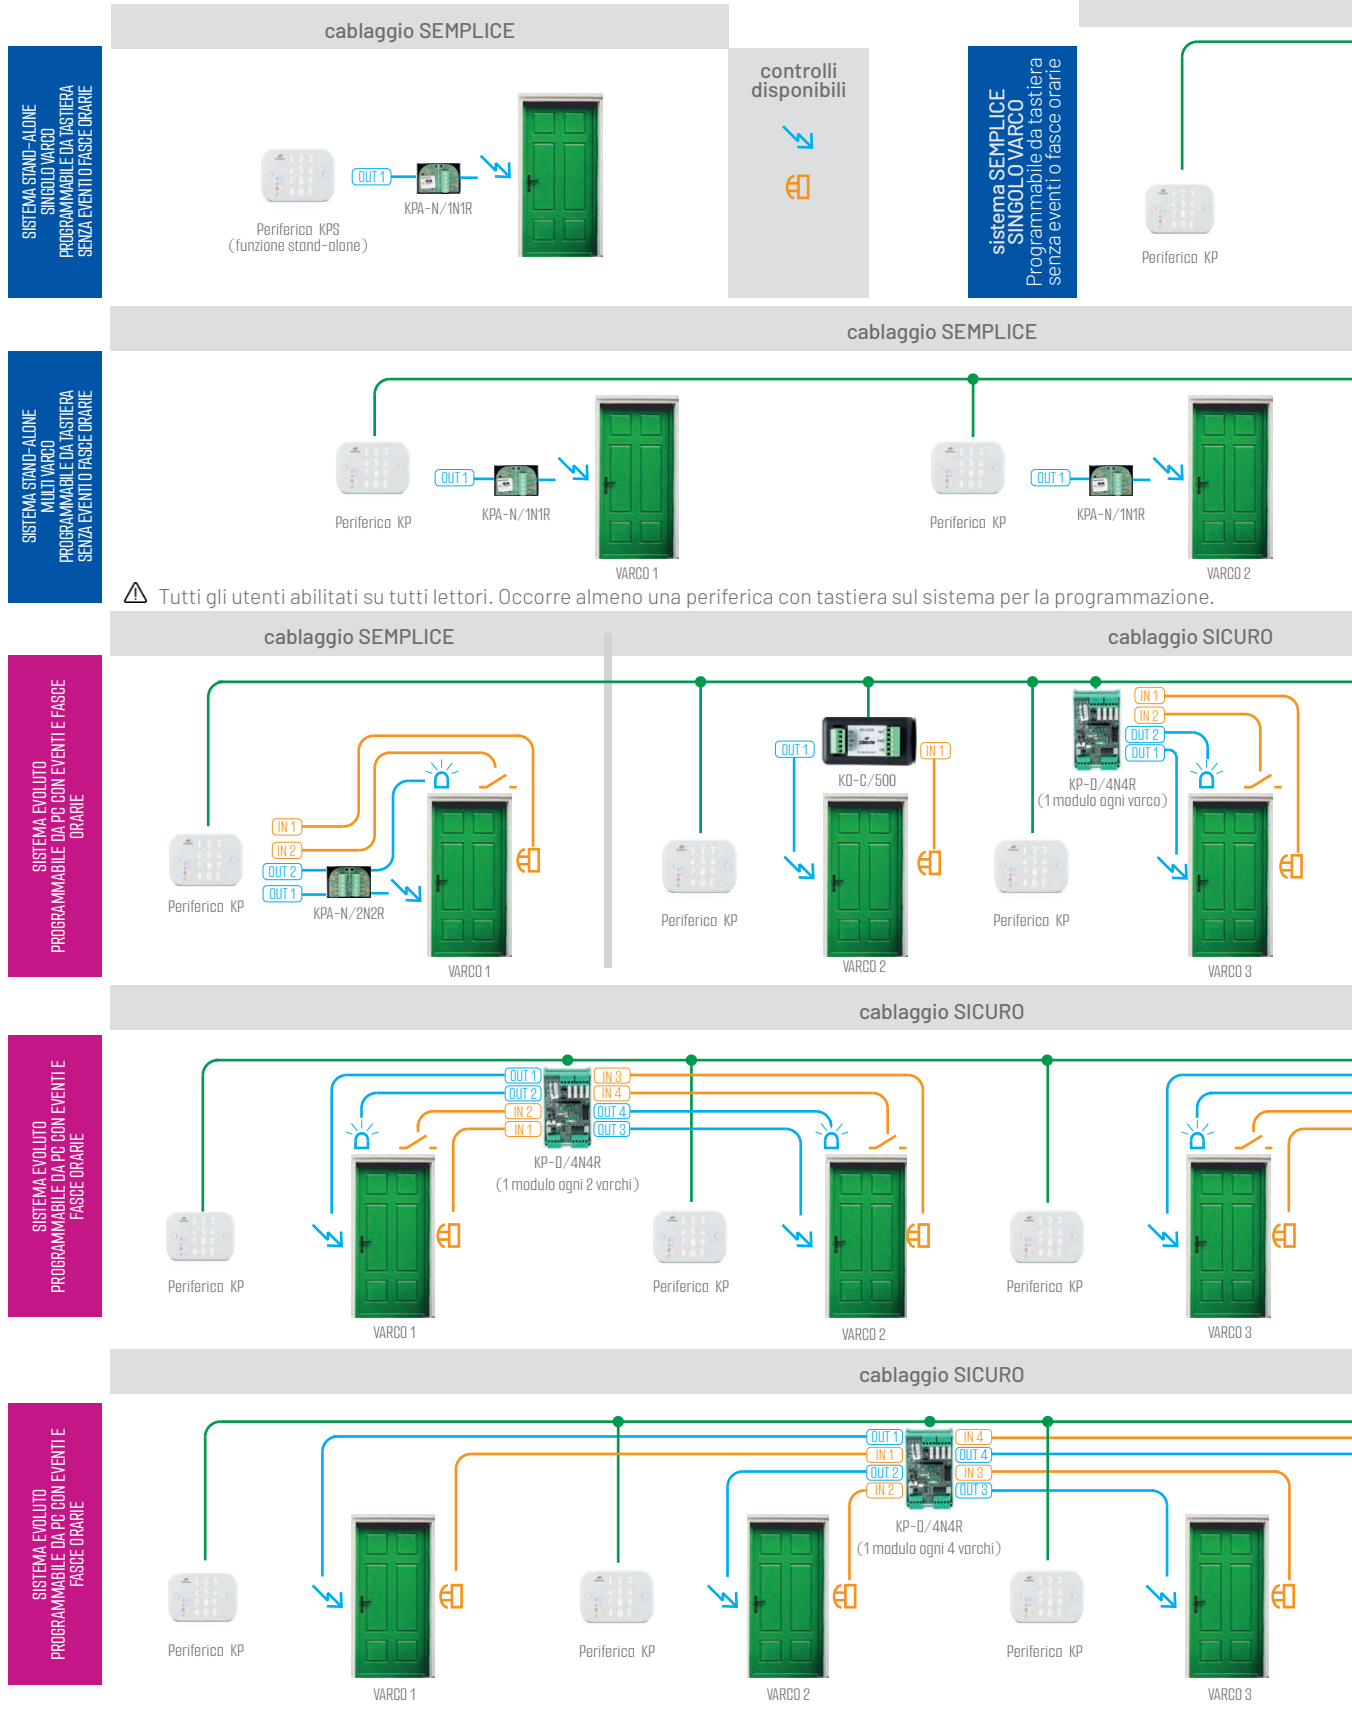 cablaggio SEMPLICE
SISTEMA STAND-ALONE
SINGOLO VARCO
PROGRAMMABILE DA TASTIERA
SENZA EVENTI O FASCE ORARIE
OUT 1
KPA-N/1N1R
Periferica KPS
(funzione stand-alone)
controlli
disponibili
sistema SEMPLICE
SINGOLO VARCO
Programmabile da tastiera
senza eventi o fasce orarie
Periferica KP
cablaggio SEMPLICE
SISTEMA STAND-ALONE
MULTI VARCO
PROGRAMMABILE DA TASTIERA
SENZA EVENTI O FASCE ORARIE
Periferica KP
OUT 1
KPA-N/1N1R
VARCO 1
Periferica KP
OUT 1
KPA-N/1N1R
VARCO 2
Tutti gli utenti abilitati su tutti lettori. Occorre almeno una periferica con tastiera sul sistema per la programmazione.
cablaggio SEMPLICE
cablaggio SICURO
SISTEMA EVOLUTO
PROGRAMMABILE DA PC CON EVENTI E FASCE
ORARIE
Periferica KP
IN 1
IN 2
OUT 2
OUT 1
KPA-N/2N2R
VARCO 1
Periferica KP
OUT 1
IN 1
KD-C/500
VARCO 2
Periferica KP
IN 1
IN 2
OUT 2
OUT 1
KP-D/4N4R
(1 modulo ogni varco)
VARCO 3
cablaggio SICURO
SISTEMA EVOLUTO
PROGRAMMABILE DA PC CON EVENTI E
FASCE ORARIE
Periferica KP
VARCO 1
OUT 1
OUT 2
IN 2
IN 1
IN 3
IN 4
OUT 4
OUT 3
KP-D/4N4R
(1 modulo ogni 2 varchi)
Periferica KP
VARCO 2
Periferica KP
VARCO 3
cablaggio SICURO
SISTEMA EVOLUTO
PROGRAMMABILE DA PC CON EVENTI E
FASCE ORARIE
Periferica KP
VARCO 1
Periferica KP
VARCO 2
OUT 1
IN 1
OUT 2
IN 2
IN 4
OUT 4
IN 3
OUT 3
KP-D/4N4R
(1 modulo ogni 4 varchi)
Periferica KP
VARCO 3